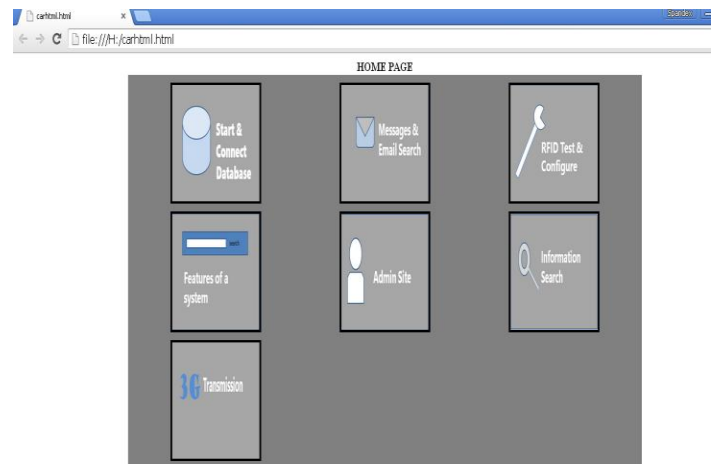 carhtml.html
Spandex
file:///H:/carhtml.html
HOME PAGE
Start &
Connect
Database
Messages &
Email Search
RFID Test &
Configure
Features of a
system
Admin Site
Information
Search
3G Transmission